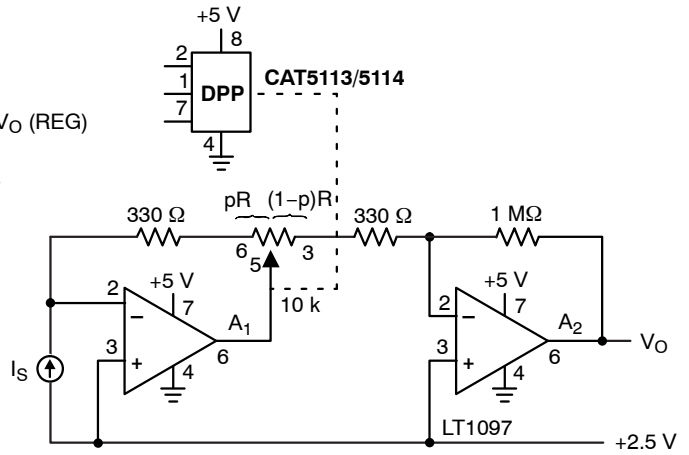 +5 V
8
2
1
7
DPP
4
CAT5113/5114
V_O (REG)
330 Ω
pR
(1−p)R
6
5
3
10 k
330 Ω
1 MΩ
+5 V
2
7
−
3
+
A₁
6
4
I_S
+5 V
2
7
−
3
+
A₂
6
4
V_O
LT1097
+2.5 V